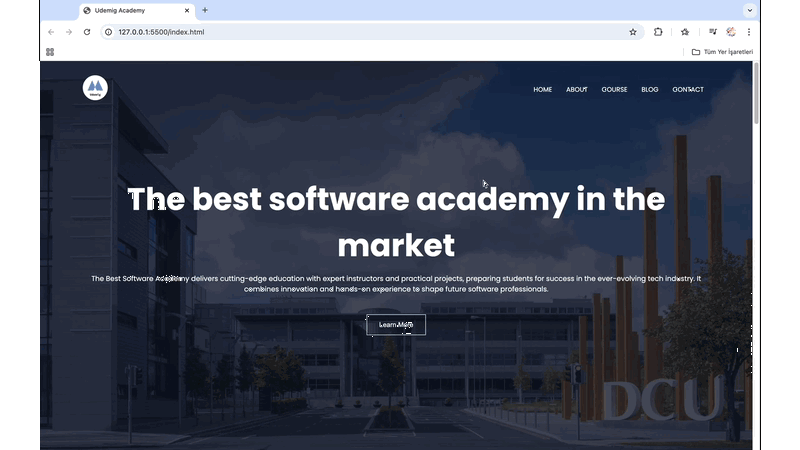 Udemig Academy
127.0.0.1:5500/index.html
Tüm Yer İşaretleri
HOME ABOUT COURSE BLOG CONTACT
The best software academy in the
market
The Best Software Academy delivers cutting-edge education with expert instructors and practical projects, preparing students for success in the ever-evolving tech industry. It
combines innovation and hands-on experience to shape future software professionals.
Learn More
DCU